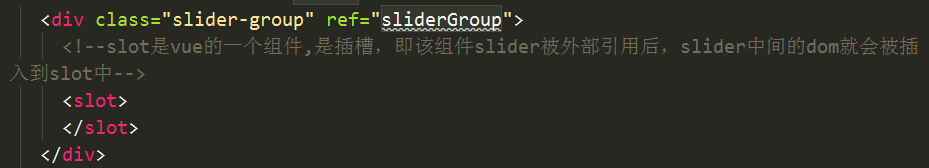 <div class="slider-group" ref="sliderGroup">
<!--slot是vue的一个组件,是插槽，即该组件slider被外部引用后，slider中间的dom就会被插
入到slot中-->
<slot>
</slot>
</div>